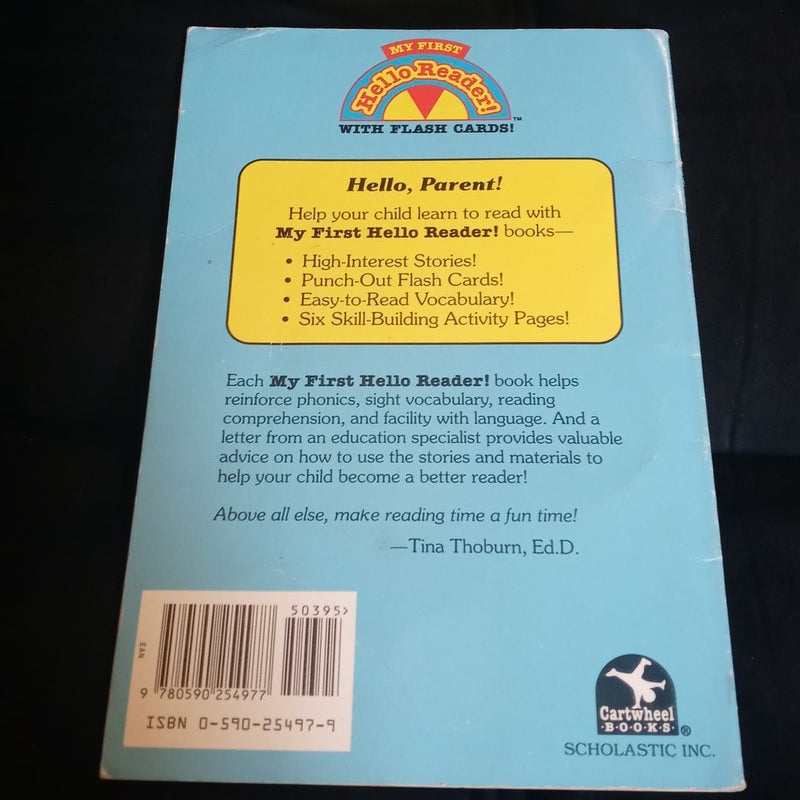 MY FIRST
Hello Reader!
™
WITH FLASH CARDS!
Hello, Parent!
Help your child learn to read with
My First Hello Reader! books—
• High-Interest Stories!
• Punch-Out Flash Cards!
• Easy-to-Read Vocabulary!
• Six Skill-Building Activity Pages!
Each My First Hello Reader! book helps
reinforce phonics, sight vocabulary, reading
comprehension, and facility with language. And a
letter from an education specialist provides valuable
advice on how to use the stories and materials to
help your child become a better reader!
Above all else, make reading time a fun time!
—Tina Thoburn, Ed.D.
50395>
EAN
9 780590 254977
ISBN 0-590-25497-9
Cartwheel
·BOOKS· ®
SCHOLASTIC INC.